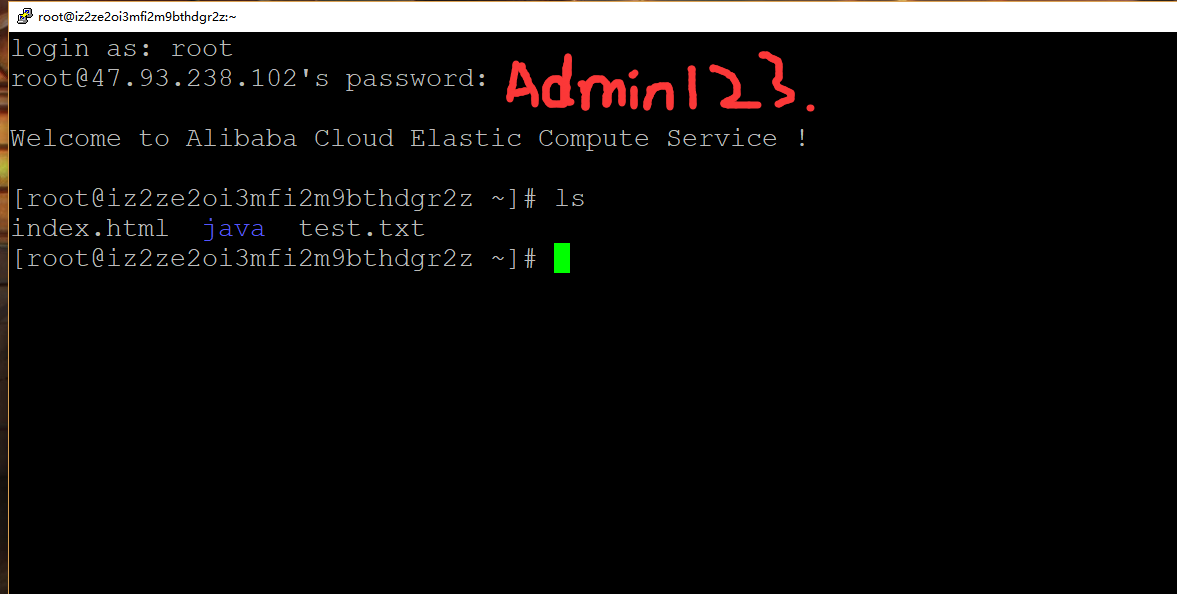 root@iz2ze2oi3mfi2m9bthdgr2z:~
login as: root
root@47.93.238.102's password: Admin123.
Welcome to Alibaba Cloud Elastic Compute Service !
[root@iz2ze2oi3mfi2m9bthdgr2z ~]# ls
index.html java test.txt
[root@iz2ze2oi3mfi2m9bthdgr2z ~]#